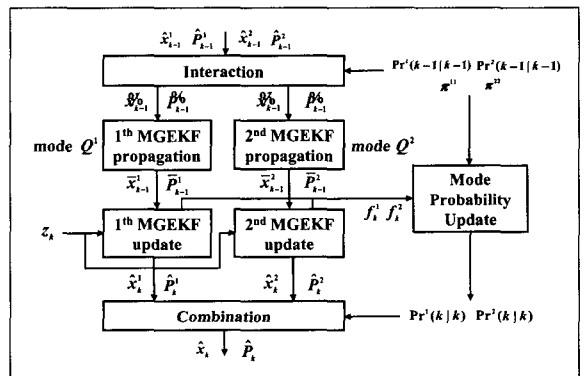 x̂¹ₖ₋₁ P̂¹ₖ₋₁ x̂²ₖ₋₁ P̂²ₖ₋₁
Interaction
Pr¹(k−1|k−1) Pr²(k−1|k−1)
π¹¹ π²²
mode Q¹
1ᵗʰ MGEKF
propagation
2ⁿᵈ MGEKF
propagation
mode Q²
x̄¹ₖ₋₁ P̄¹ₖ₋₁ x̄²ₖ₋₁ P̄²ₖ₋₁
Mode
Probability
Update
f¹ₖ f²ₖ
zₖ
1ᵗʰ MGEKF
update
2ⁿᵈ MGEKF
update
x̂¹ₖ P̂¹ₖ x̂²ₖ P̂²ₖ
Combination
Pr¹(k|k) Pr²(k|k)
x̂ₖ P̂ₖ